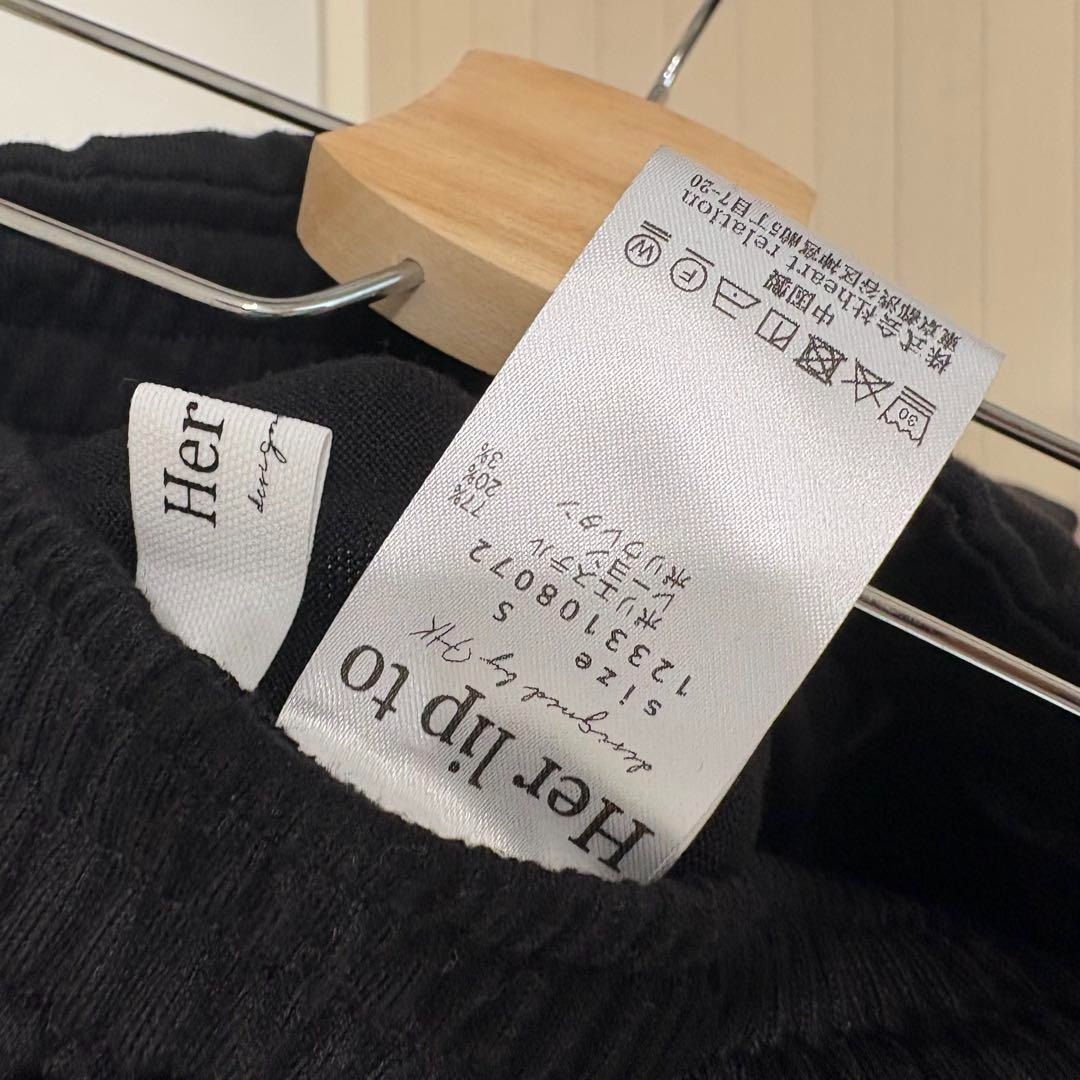 Her lip to
designed by
size S
1233108072
ポリエステル 77%
レーヨン 20%
ポリウレタン 3%
30
W
中国製
株式会社heart relation
東京都渋谷区神宮前5丁目7-20
Her
design